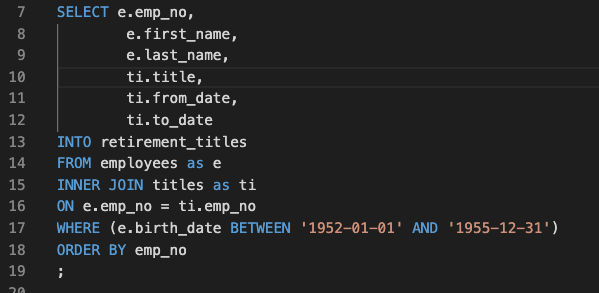 7 SELECT e.emp_no,
8 e.first_name,
9 e.last_name,
10 ti.title,
11 ti.from_date,
12 ti.to_date
13 INTO retirement_titles
14 FROM employees as e
15 INNER JOIN titles as ti
16 ON e.emp_no = ti.emp_no
17 WHERE (e.birth_date BETWEEN '1952-01-01' AND '1955-12-31')
18 ORDER BY emp_no
19 ;
20